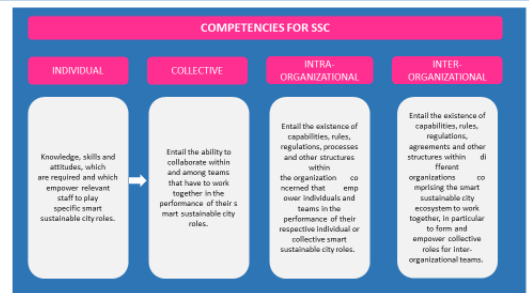 COMPETENCIES FOR SSC
INDIVIDUAL
COLLECTIVE
INTRA-
ORGANIZATIONAL
INTER-
ORGANIZATIONAL
Knowledge, skills and
attitudes, which
are required and which
empower relevant
staff to play
specific smart
sustainable city roles.
Entail the ability to
collaborate within
and among teams
that have to work
together in the
performance of their s
mart sustainable city
roles.
Entail the existence of
capabilities, rules,
regulations, processes
and other structures
within
the organization co
ncerned that emp
ower individuals and
teams in the
performance of their
respective individual or
collective smart
sustainable city roles.
Entail the existence of
capabilities, rules,
regulations,
agreements and other
structures within di
fferent
organizations co
mprising the smart
sustainable city
ecosystem to work
together, in particular
to form and
empower collective
roles for inter-
organizational teams.